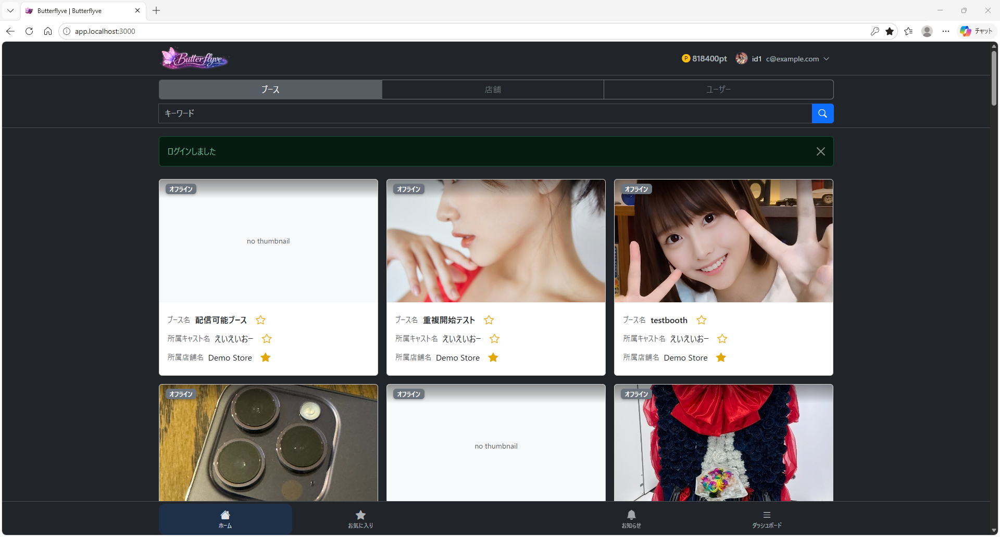 Butterflyve | Butterflyve
app.localhost:3000
チャット
Butterflyve
P 818400pt id1 c@example.com
ブース 店舗 ユーザー
キーワード
ログインしました
オフライン オフライン オフライン
no thumbnail
ブース名 配信可能ブース
所属キャスト名 えいえいおー
所属店舗名 Demo Store
ブース名 重複開始テスト
所属キャスト名 えいえいおー
所属店舗名 Demo Store
ブース名 testbooth
所属キャスト名 えいえいおー
所属店舗名 Demo Store
オフライン オフライン オフライン
no thumbnail
ホーム お気に入り お知らせ ダッシュボード